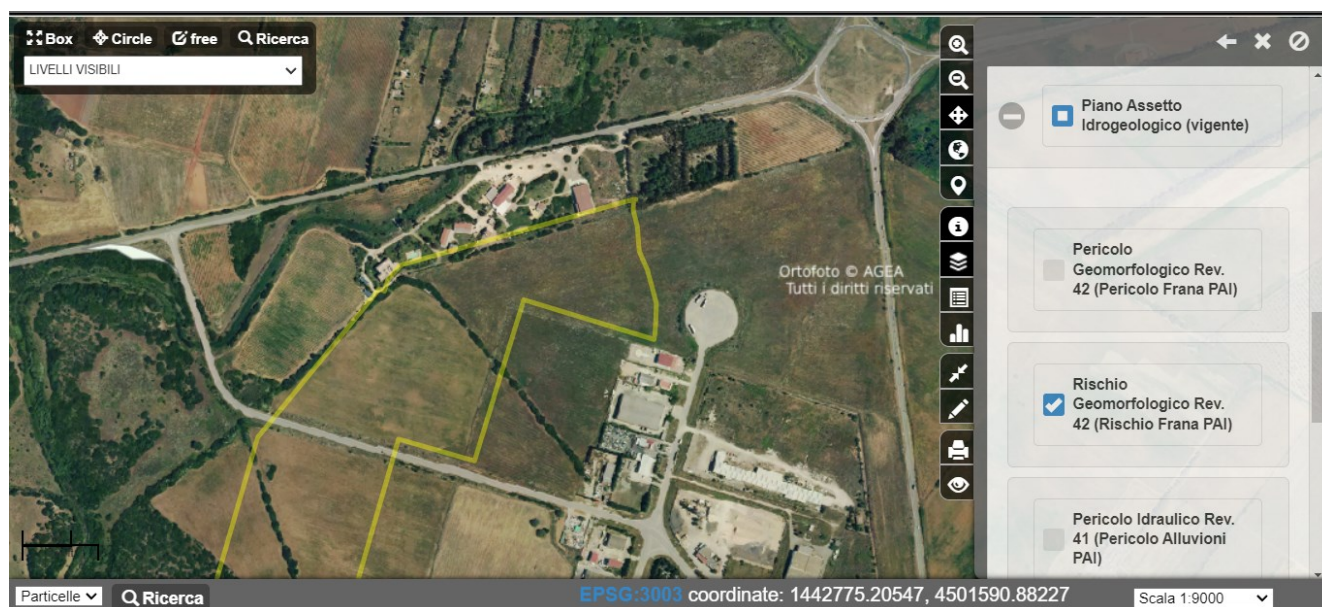 Box Circle free Ricerca
LIVELLI VISIBILI
Ortofoto © AGEA
Tutti i diritti riservati
Piano Assetto
Idrogeologico (vigente)
Pericolo
Geomorfologico Rev.
42 (Pericolo Frana PAI)
Rischio
Geomorfologico Rev.
42 (Rischio Frana PAI)
Pericolo Idraulico Rev.
41 (Pericolo Alluvioni
PAI)
Particelle Ricerca EPSG:3003 coordinate: 1442775.20547, 4501590.88227 Scala 1:9000